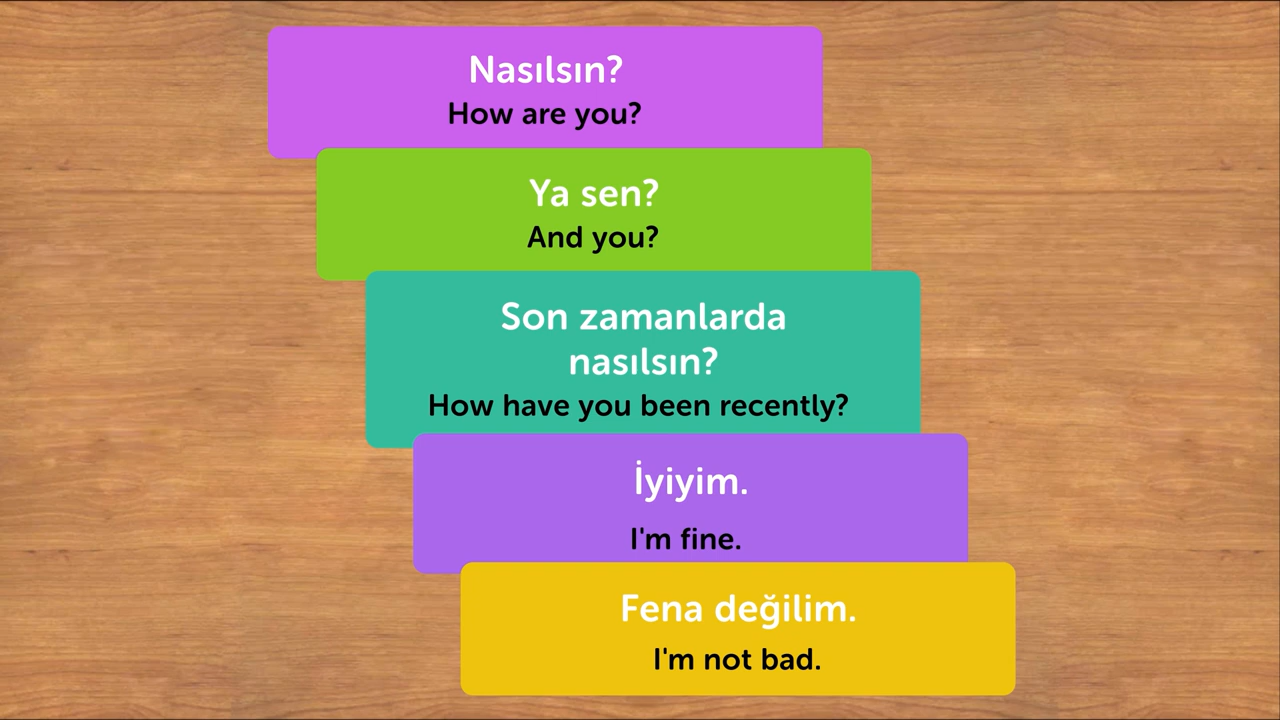 Nasılsın?
How are you?
Ya sen?
And you?
Son zamanlarda
nasılsın?
How have you been recently?
İyiyim.
I'm fine.
Fena değilim.
I'm not bad.